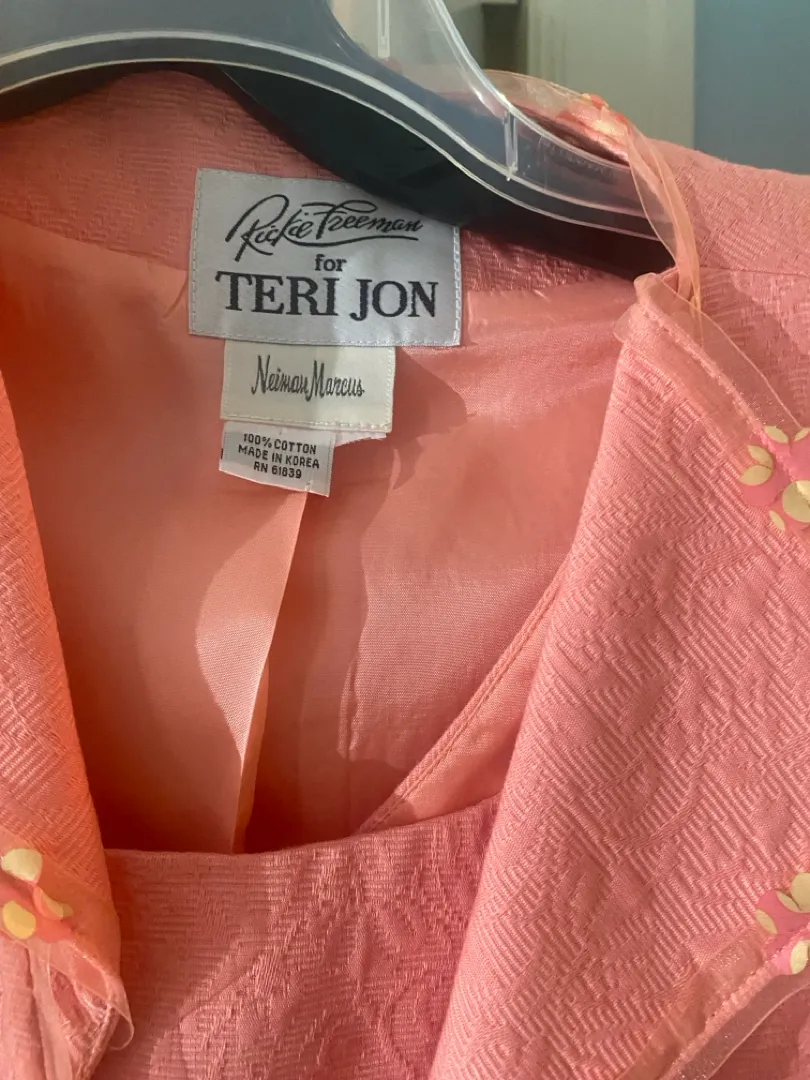 Rickie Freeman
for
TERI JON
Neiman Marcus
100% COTTON
MADE IN KOREA
RN 61839